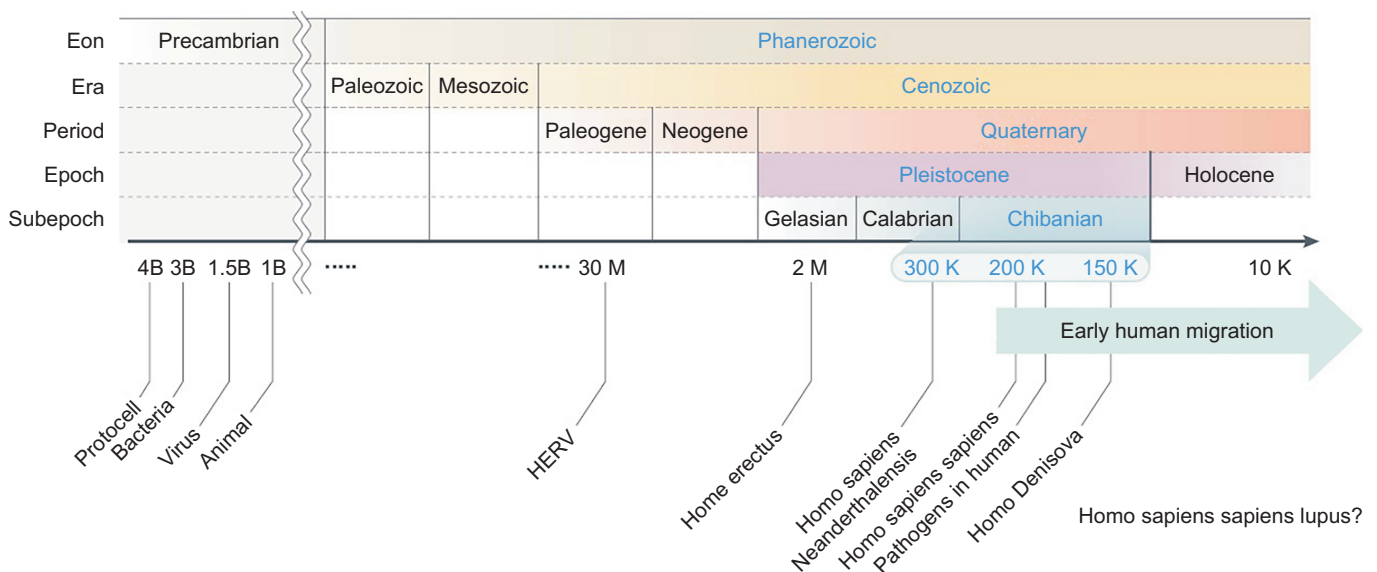 Eon Precambrian Phanerozoic
Era Paleozoic Mesozoic Cenozoic
Period Paleogene Neogene Quaternary
Epoch Pleistocene Holocene
Subepoch Gelasian Calabrian Chibanian
4B 3B 1.5B 1B ..... ..... 30 M 2 M 300 K 200 K 150 K 10 K
Early human migration
Protocell
Bacteria
Virus
Animal
HERV
Home erectus
Homo sapiens
Neanderthalensis
Homo sapiens sapiens
Pathogens in human
Homo Denisova
Homo sapiens sapiens lupus?